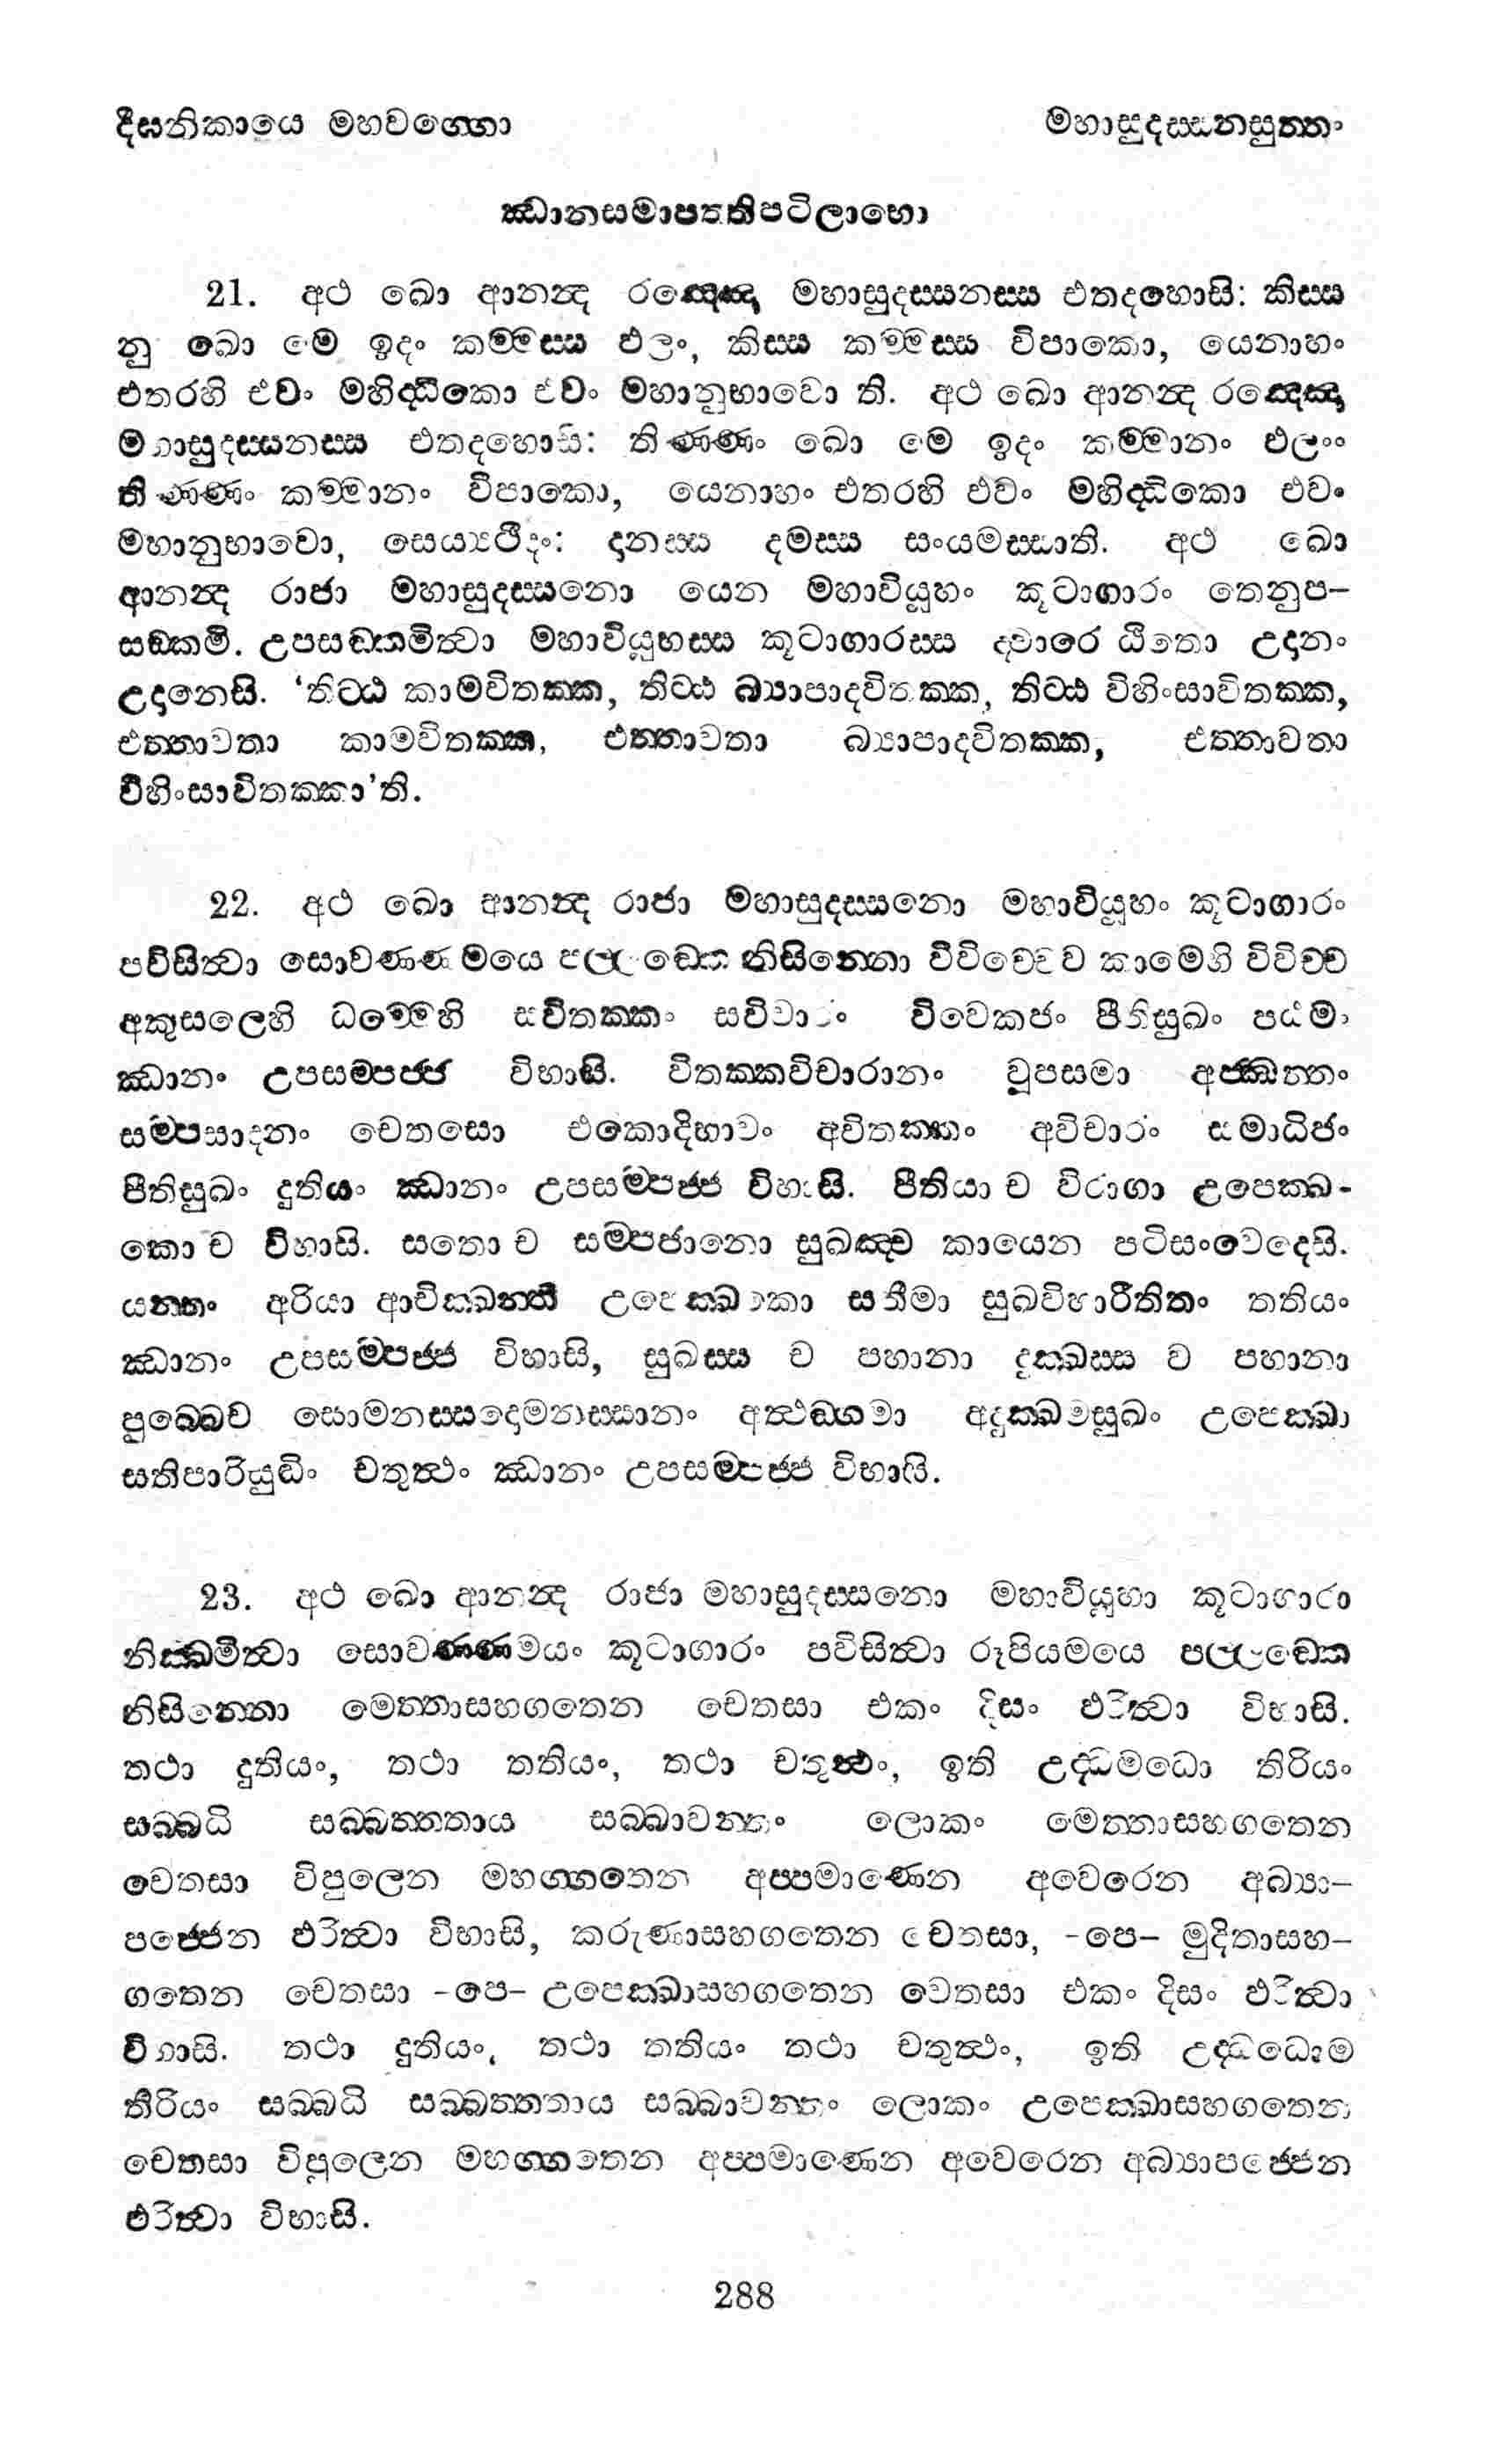 දීඝනිකායෙ මහවග්ගො මහාසුදස්සනසුත්තං
ඣානසමාපත්තිපටිලාභො
21. අථ ඛො ආනන්ද රඤ්ඤො මහාසුදස්සනස්ස එතදහොසි: කිස්ස
නු ඛො මෙ ඉදං කම්මස්ස ඵලං, කිස්ස කම්මස්ස විපාකො, යෙනාහං
එතරහි එවං මහිද්ධිකො එවං මහානුභාවො ති. අථ ඛො ආනන්ද රඤ්ඤො
මහාසුදස්සනස්ස එතදහොසි: තිණ්ණං ඛො මෙ ඉදං කම්මානං ඵලං
තිණ්ණං කම්මානං විපාකො, යෙනාහං එතරහි එවං මහිද්ධිකො එවං
මහානුභාවො, සෙය්‍යථිදං: දානස්ස දමස්ස සංයමස්සාති. අථ ඛො
ආනන්ද රාජා මහාසුදස්සනො යෙන මහාවියූහං කූටාගාරං තෙනුප–
සඞ්කමි. උපසඞ්කමිත්වා මහාවියූහස්ස කූටාගාරස්ස ද්වාරෙ ඨිතො උදානං
උදානෙසි. ‘තිට්ඨ කාමවිතක්ක, තිට්ඨ බ්‍යාපාදවිතක්ක, තිට්ඨ විහිංසාවිතක්ක,
එත්තාවතා කාමවිතක්ක, එත්තාවතා බ්‍යාපාදවිතක්ක, එත්තාවතා
විහිංසාවිතක්කා’ති.
22. අථ ඛො ආනන්ද රාජා මහාසුදස්සනො මහාවියූහං කූටාගාරං
පවිසිත්වා සොවණ්ණමයෙ පල්ලඞ්කෙ නිසින්නො විවිච්චෙව කාමෙහි විවිච්ච
අකුසලෙහි ධම්මෙහි සවිතක්කං සවිචාරං විවෙකජං පීතිසුඛං පඨමං
ඣානං උපසම්පජ්ජ විහාසි. විතක්කවිචාරානං වූපසමා අජ්ඣත්තං
සම්පසාදනං චෙතසො එකොදිභාවං අවිතක්කං අවිචාරං සමාධිජං
පීතිසුඛං දුතියං ඣානං උපසම්පජ්ජ විහාසි. පීතියා ච විරාගා උපෙක්ඛ-
කො ච විහාසි. සතො ච සම්පජානො සුඛඤ්ච කායෙන පටිසංවෙදෙසි.
යන්තං අරියා ආචික්ඛන්ති උපෙක්ඛකො සතිමා සුඛවිහාරීතිතං තතියං
ඣානං උපසම්පජ්ජ විහාසි, සුඛස්ස ච පහානා දුක්ඛස්ස ච පහානා
පුබ්බෙච සොමනස්සදොමනස්සානං අත්ථඞ්ගමා අදුක්ඛමසුඛං උපෙක්ඛා
සතිපාරිසුද්ධිං චතුත්ථං ඣානං උපසම්පජ්ජ විහාසි.
23. අථ ඛො ආනන්ද රාජා මහාසුදස්සනො මහාවියූහා කූටාගාරා
නික්ඛමිත්වා සොවණ්ණමයං කූටාගාරං පවිසිත්වා රූපියමයෙ පල්ලඞ්කෙ
නිසින්නො මෙත්තාසහගතෙන චෙතසා එකං දිසං ඵරිත්වා විහාසි.
තථා දුතියං, තථා තතියං, තථා චතුත්ථං, ඉති උද්ධමධො තිරියං
සබ්බධි සබ්බත්තතාය සබ්බාවන්තං ලොකං මෙත්තාසහගතෙන
චෙතසා විපුලෙන මහග්ගතෙන අප්පමාණෙන අවෙරෙන අබ්‍යා–
පජ්ජෙන ඵරිත්වා විහාසි, කරුණාසහගතෙන චෙතසා, -පෙ– මුදිතාසහ–
ගතෙන චෙතසා -පෙ– උපෙක්ඛාසහගතෙන චෙතසා එකං දිසං ඵරිත්වා
විහාසි. තථා දුතියං, තථා තතියං තථා චතුත්ථං, ඉති උද්ධධොම
තිරියං සබ්බධි සබ්බත්තතාය සබ්බාවන්තං ලොකං උපෙක්ඛාසහගතෙන
චෙතසා විපුලෙන මහග්ගතෙන අප්පමාණෙන අවෙරෙන අබ්‍යාපජ්ජෙන
ඵරිත්වා විහාසි.
288